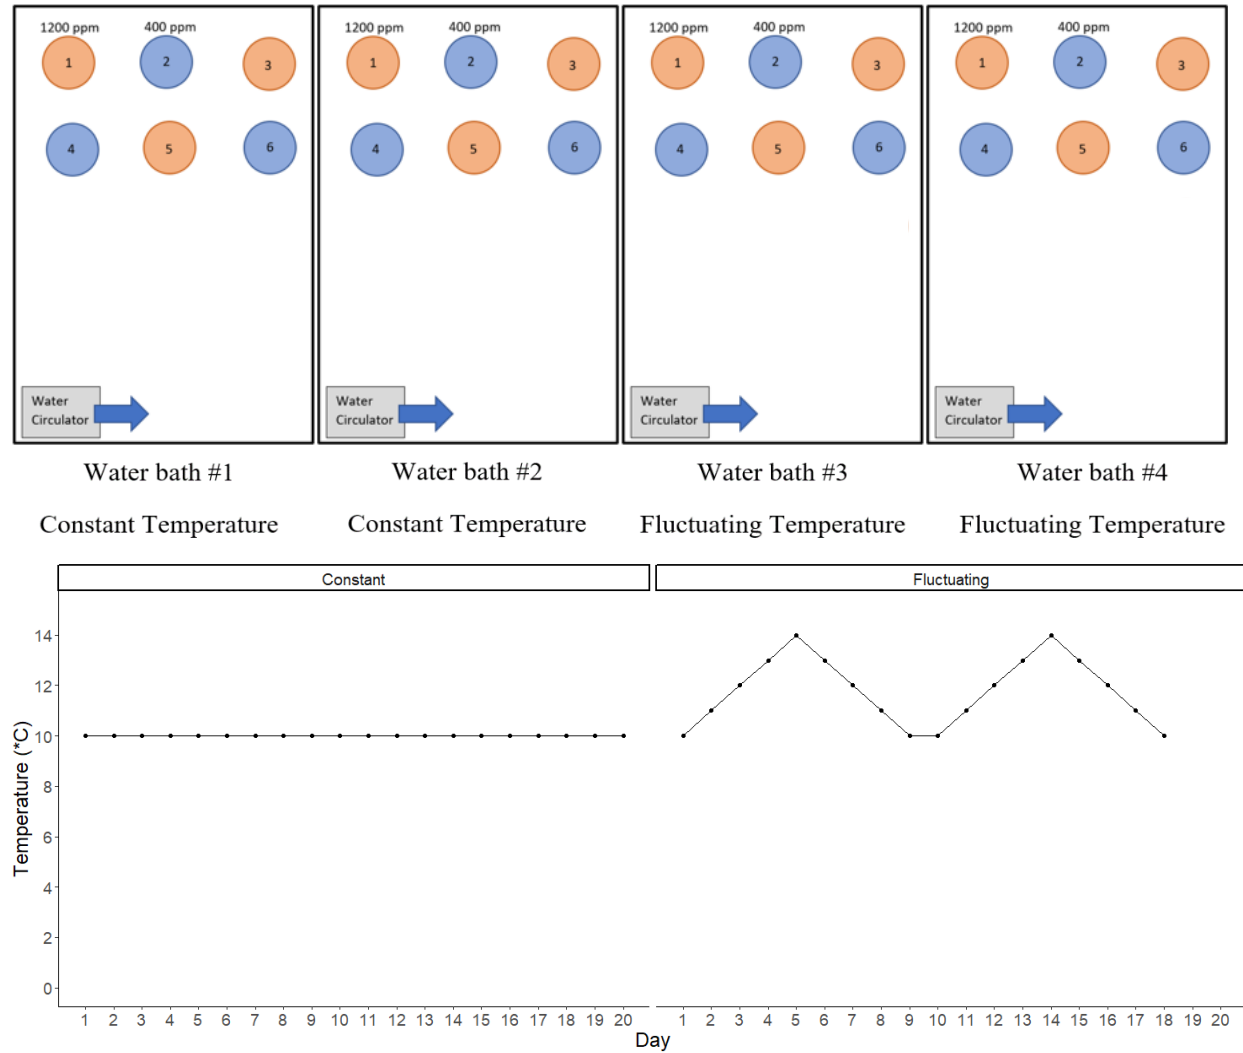 1200 ppm 400 ppm 1200 ppm 400 ppm 1200 ppm 400 ppm 1200 ppm 400 ppm
1 2 3 1 2 3 1 2 3 1 2 3
4 5 6 4 5 6 4 5 6 4 5 6
Water Water Water Water
Circulator Circulator Circulator Circulator
Water bath #1 Water bath #2 Water bath #3 Water bath #4
Constant Temperature Constant Temperature Fluctuating Temperature Fluctuating Temperature
Constant Fluctuating
Temperature (*C)
14
12
10
8
6
4
2
0
1 2 3 4 5 6 7 8 9 10 11 12 13 14 15 16 17 18 19 20 1 2 3 4 5 6 7 8 9 10 11 12 13 14 15 16 17 18 19 20
Day